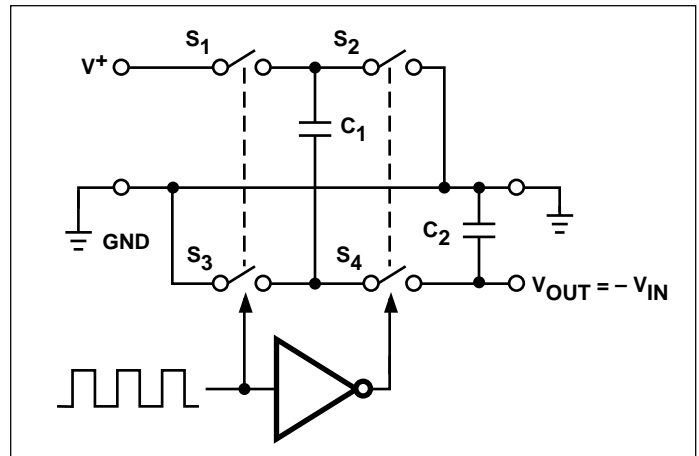 S1
S2
V+
C1
GND
C2
S3
S4
VOUT = – VIN